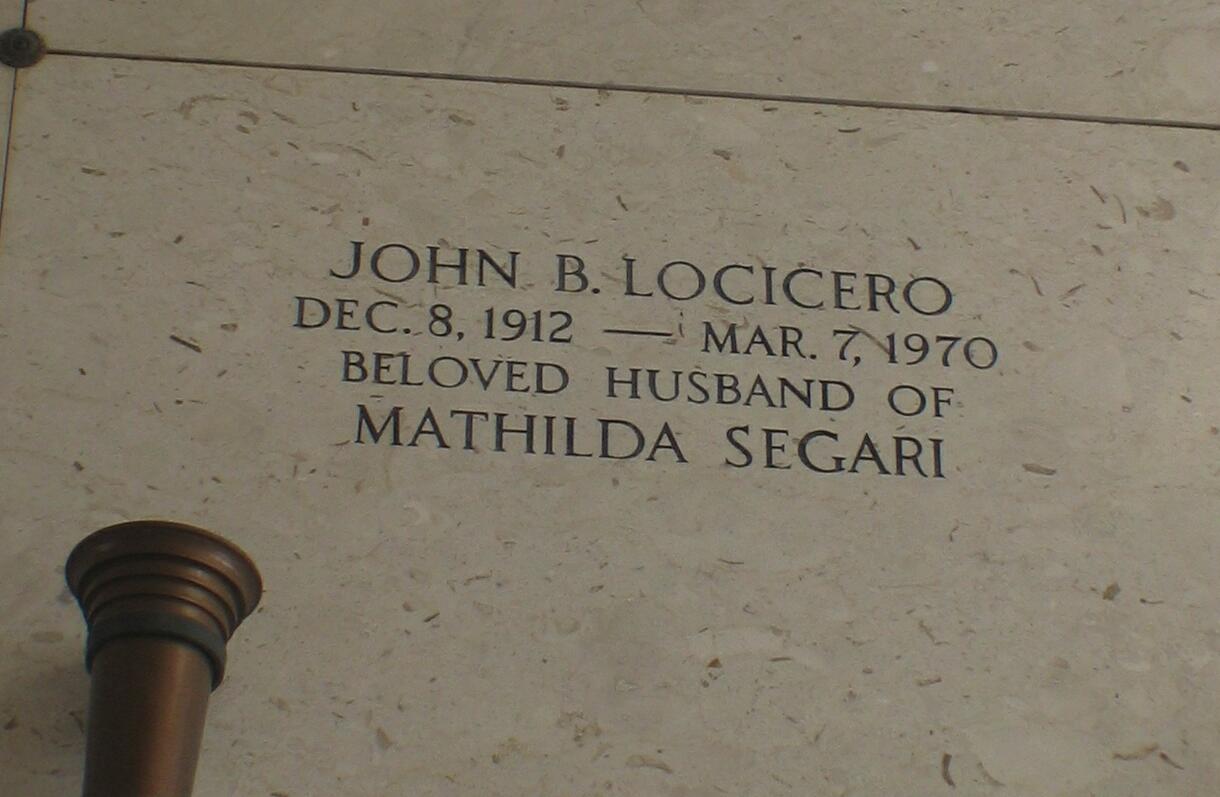 JOHN B. LOCICERO
DEC. 8, 1912 — MAR. 7, 1970
BELOVED HUSBAND OF
MATHILDA SEGARI